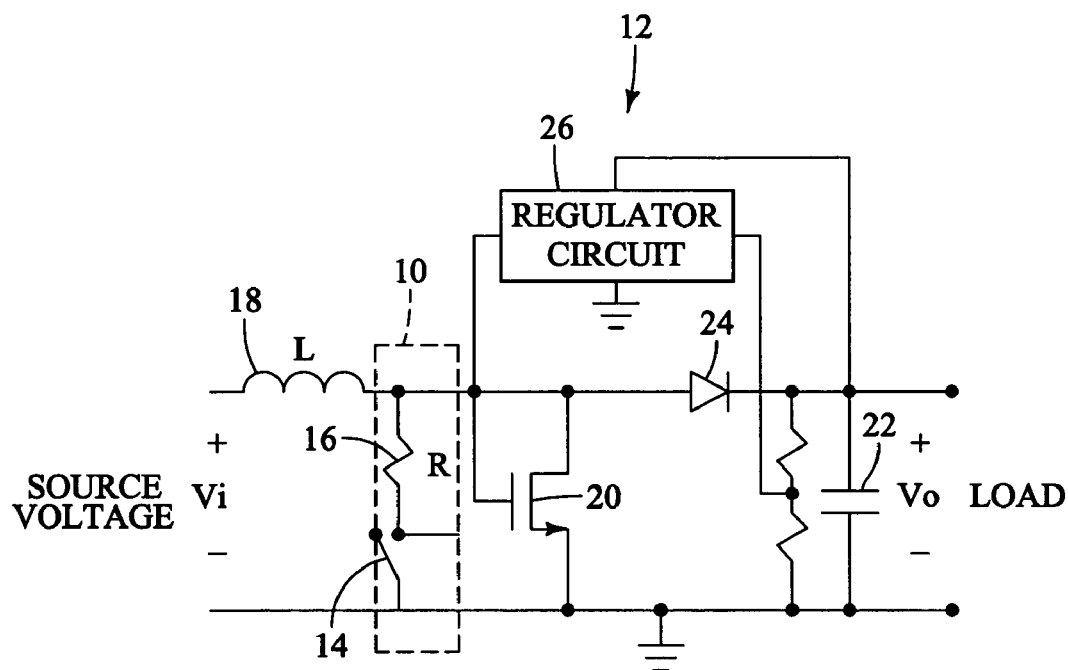 12
26
REGULATOR
CIRCUIT
10
18
L
24
+
16
R
22
+
SOURCE
VOLTAGE
Vi
20
Vo
LOAD
–
–
14